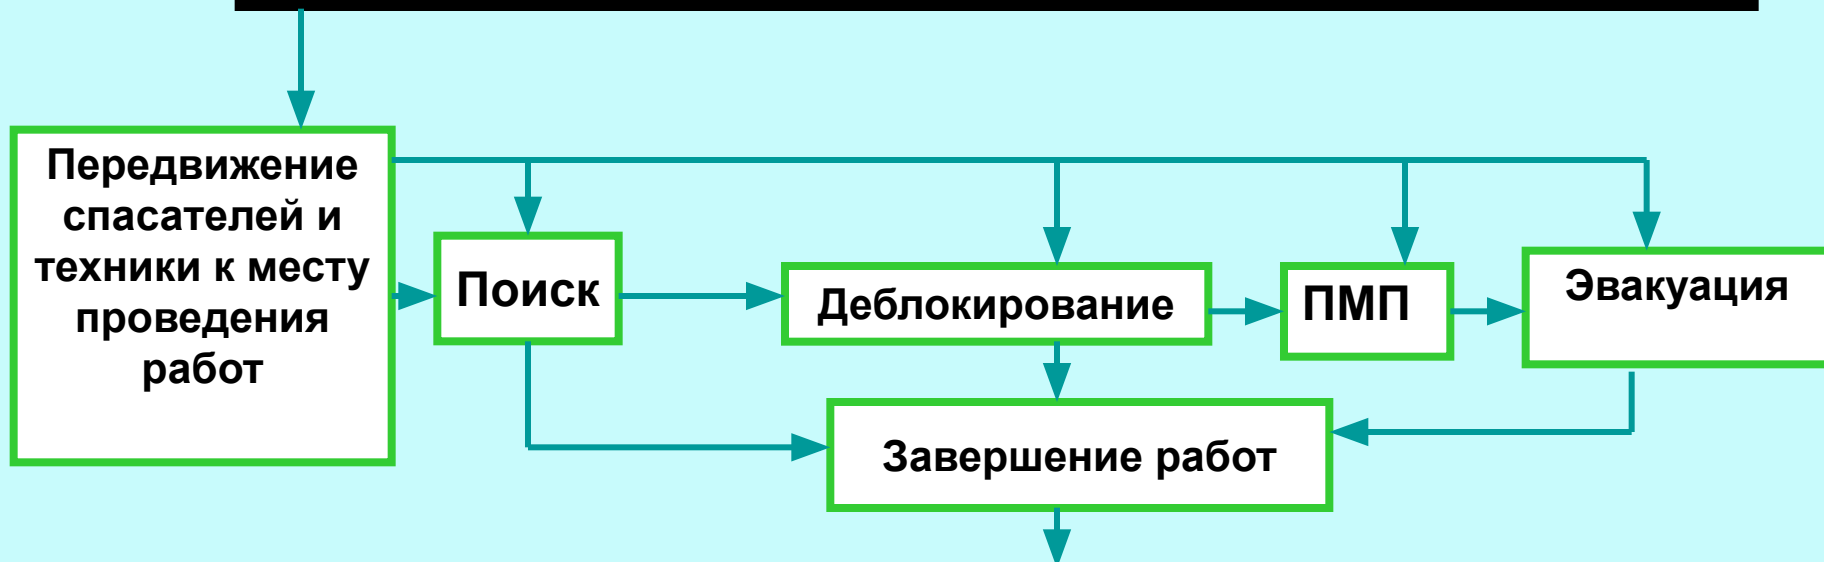 Передвижение
спасателей и
техники к месту
проведения
работ
Поиск
Деблокирование
ПМП
Эвакуация
Завершение работ